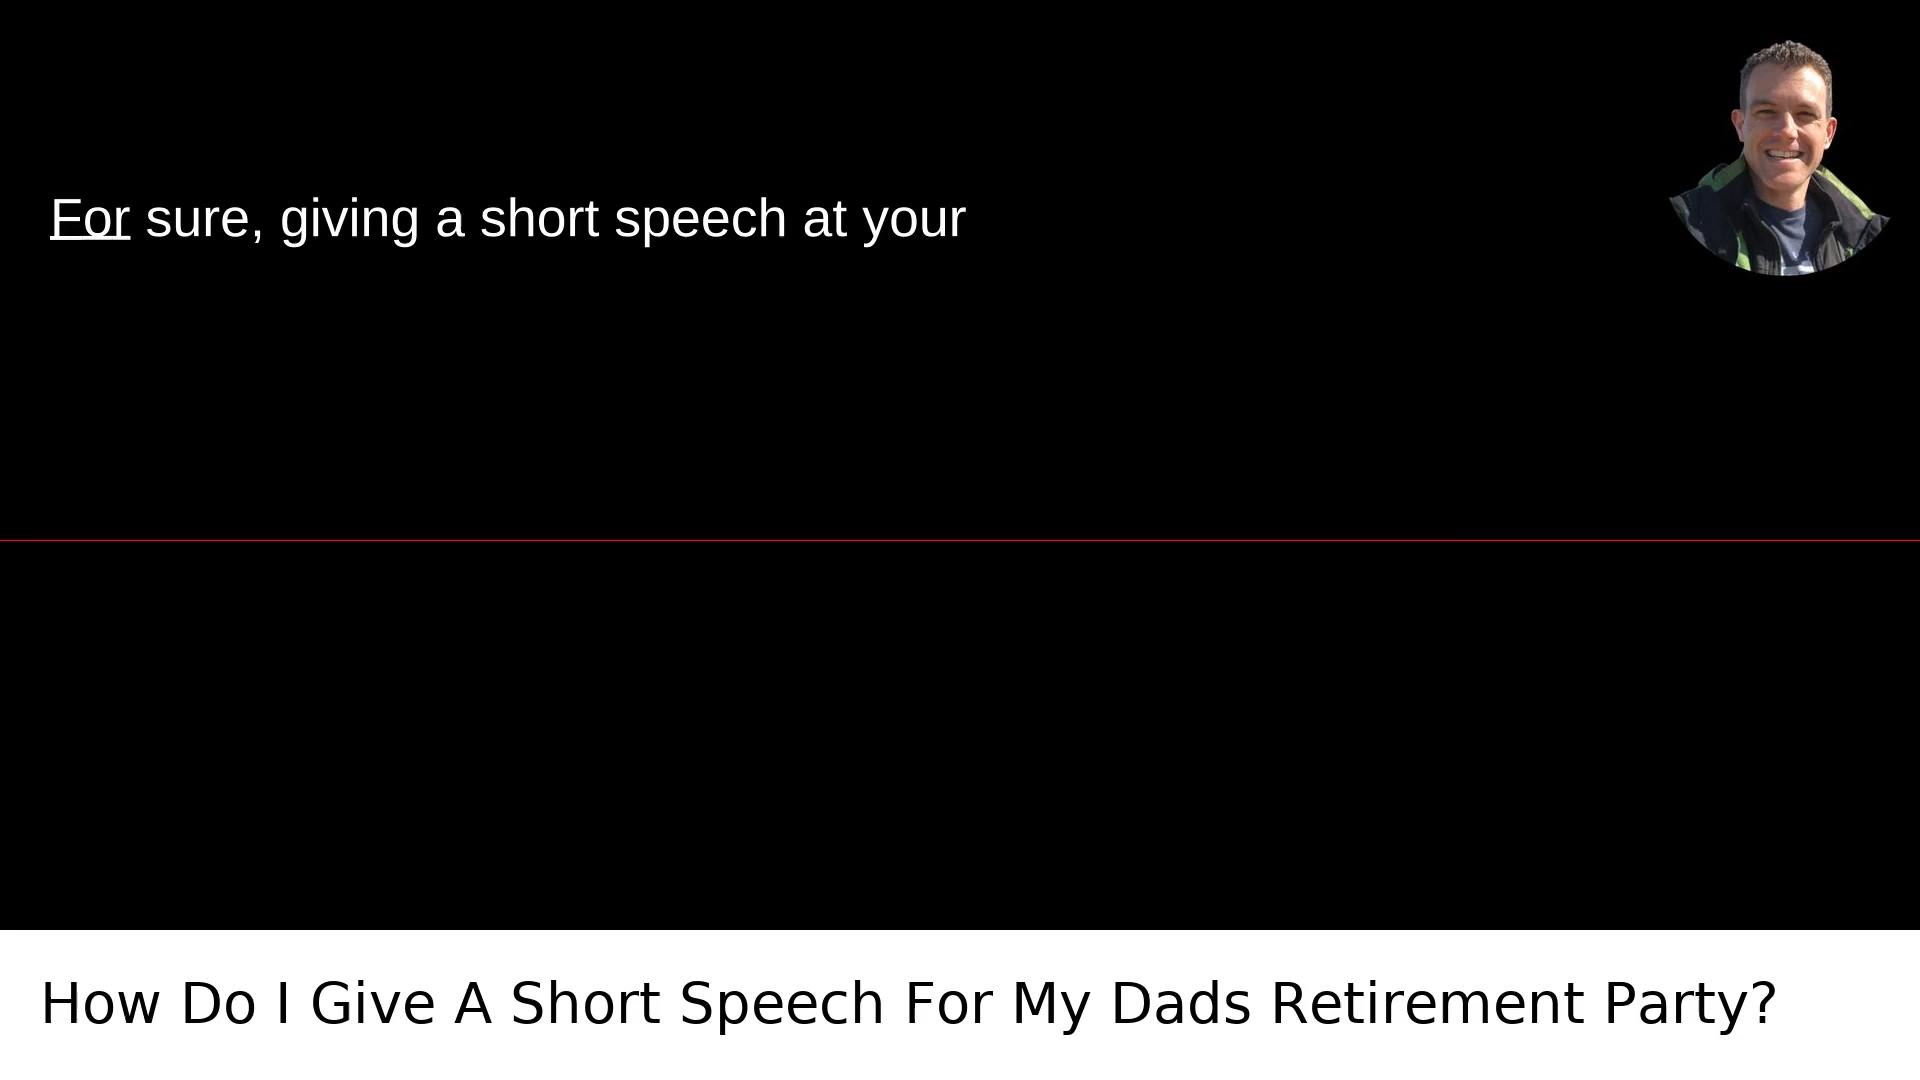 For sure, giving a short speech at your
How Do I Give A Short Speech For My Dads Retirement Party?